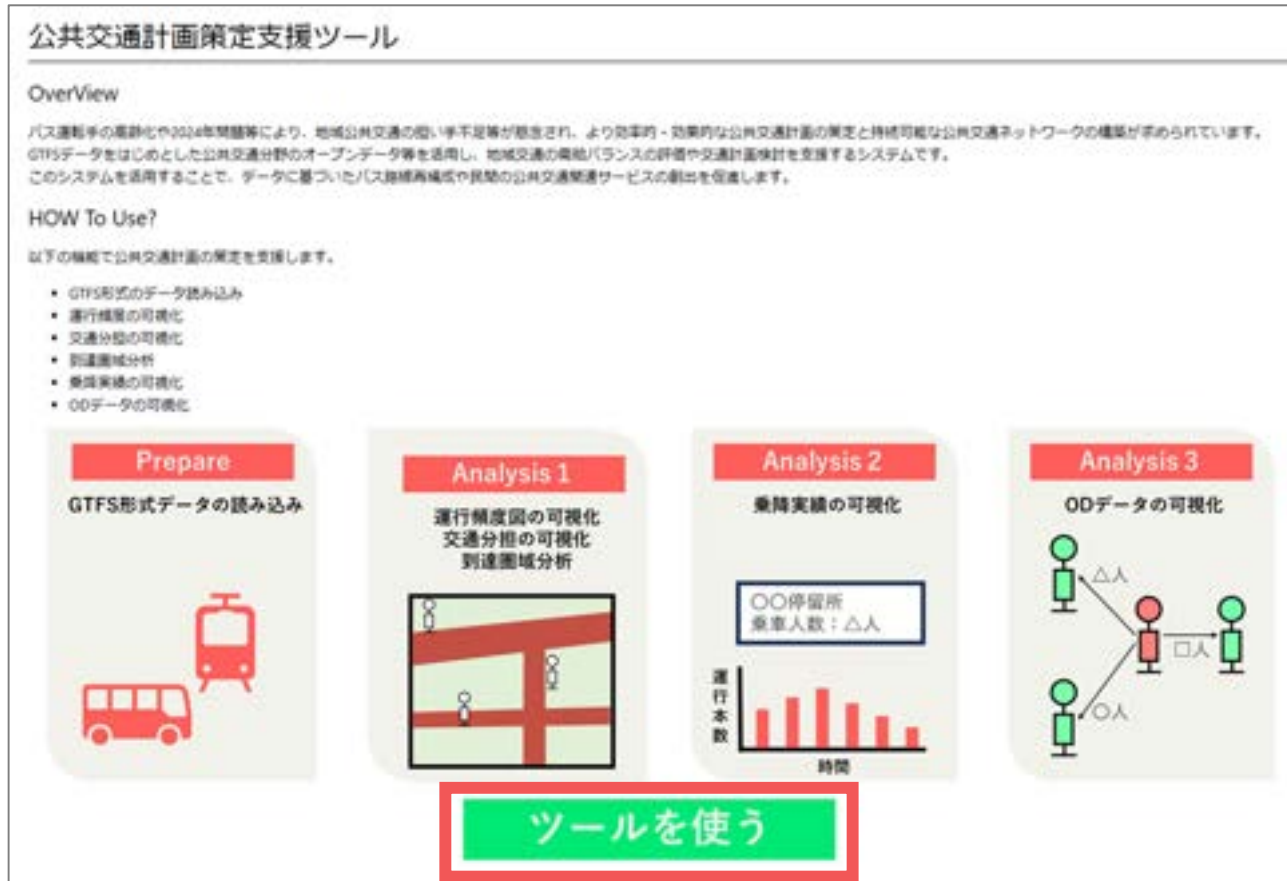 公共交通計画策定支援ツール
OverView
バス運転手の高齢化や2024年問題等により、地域公共交通の担い手不足等が懸念され、より効率的・効果的な公共交通計画の策定と持続可能な公共交通ネットワークの構築が求められています。
GTFSデータをはじめとした公共交通分野のオープンデータ等を活用し、地域交通の需給バランスの評価や交通計画検討を支援するシステムです。
このシステムを活用することで、データに基づいたバス路線再編成や民間の公共交通関連サービスの創出を促進します。
HOW To Use?
以下の機能で公共交通計画の策定を支援します。
• GTFS形式のデータ読み込み
• 運行頻度の可視化
• 交通分担の可視化
• 到達圏域分析
• 乗降実績の可視化
• ODデータの可視化
Prepare
GTFS形式データの読み込み
Analysis 1
運行頻度図の可視化
交通分担の可視化
到達圏域分析
Analysis 2
乗降実績の可視化
〇〇停留所
乗車人数：△人
運行本数
時間
Analysis 3
ODデータの可視化
△人
□人
〇人
ツールを使う